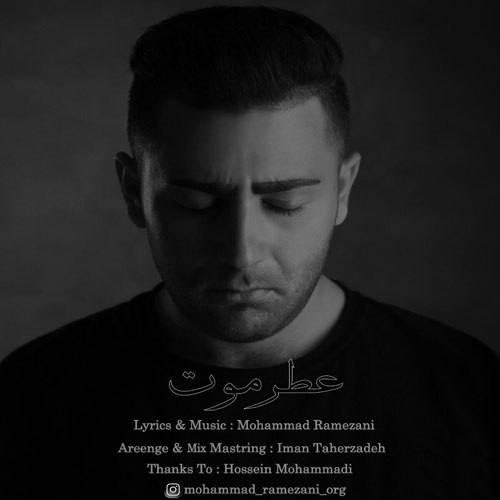 عطر موت
Lyrics & Music : Mohammad Ramezani
Areenge & Mix Mastring : Iman Taherzadeh
Thanks To : Hossein Mohammadi
mohammad_ramezani_org